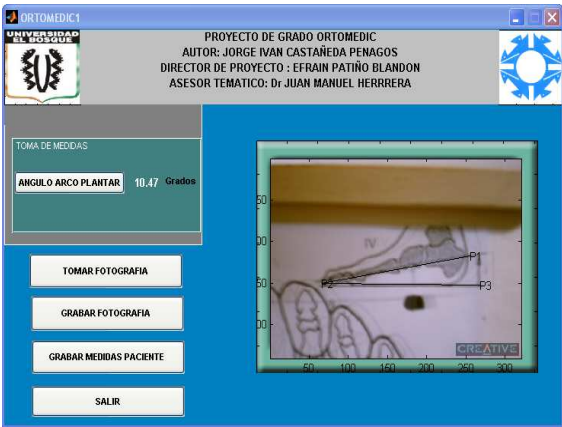 ORTOMEDIC1
UNIVERSIDAD
EL BOSQUE
PROYECTO DE GRADO ORTOMEDIC
AUTOR: JORGE IVAN CASTAÑEDA PENAGOS
DIRECTOR DE PROYECTO : EFRAIN PATIÑO BLANDON
ASESOR TEMATICO: Dr JUAN MANUEL HERRRERA
TOMA DE MEDIDAS
ANGULO ARCO PLANTAR 10.47 Grados
TOMAR FOTOGRAFIA
GRABAR FOTOGRAFIA
GRABAR MEDIDAS PACIENTE
SALIR
IV
P1
P2
P3
CREATIVE
50 100 150 200 250 300